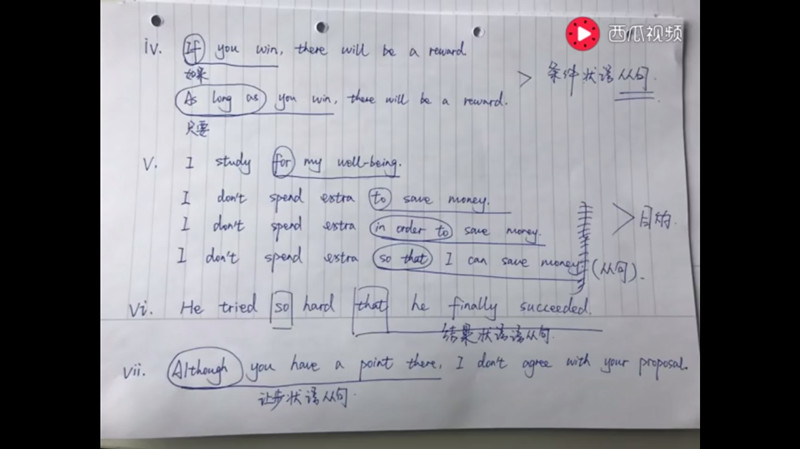 西瓜视频
iv. If you win, there will be a reward
如果
As long as you win, there will be a reward.
只要
条件状语从句.
v. I study for my well-being.
I don't spend extra to save money.
I don't spend extra in order to save money.
I don't spend extra so that I can save money. (从句).
目的.
vi. He tried so hard that he finally succeeded.
结果状语语从句.
vii. Although you have a point there, I don't agree with your proposal.
让步状语从句.